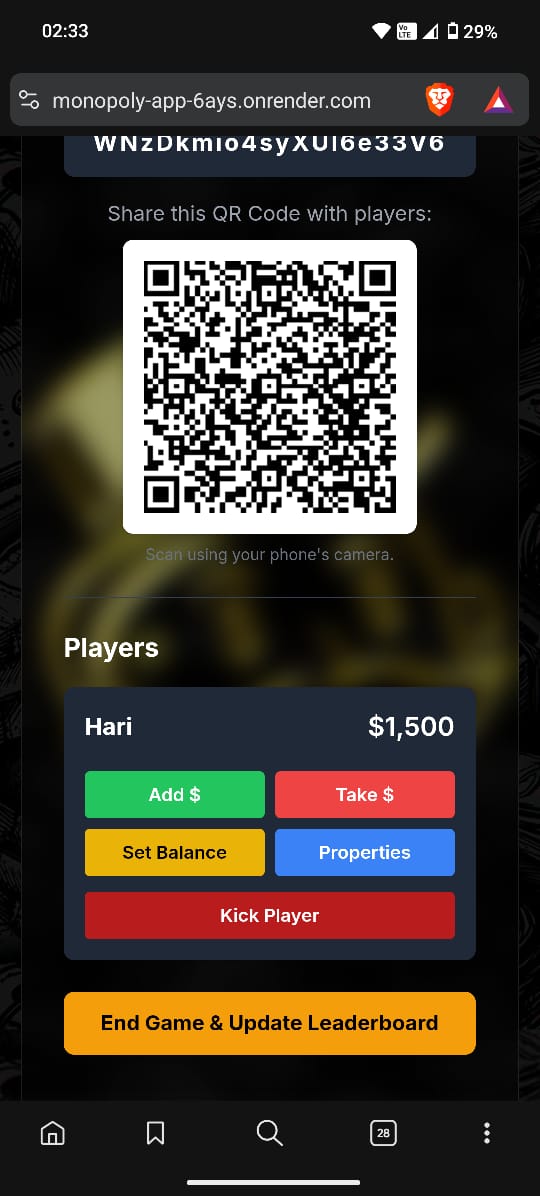 02:33
Vo
LTE
29%
monopoly-app-6ays.onrender.com
Share this QR Code with players:
Scan using your phone's camera.
Players
Hari
$1,500
Add $
Take $
Set Balance
Properties
Kick Player
End Game & Update Leaderboard
28